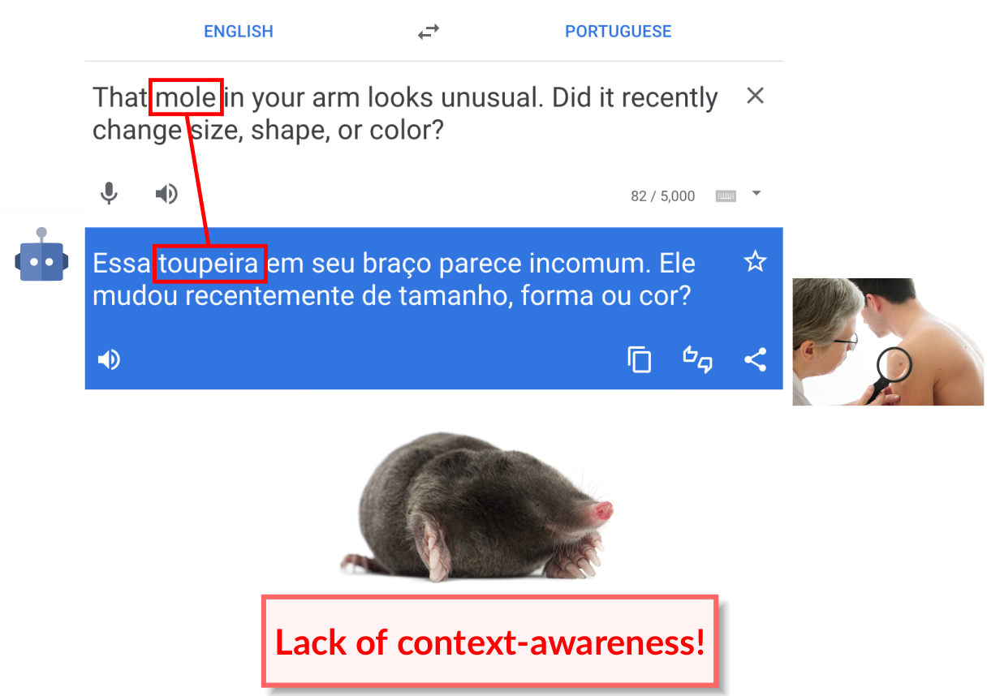 ENGLISH
PORTUGUESE
That mole in your arm looks unusual. Did it recently
change size, shape, or color?
82 / 5,000
Essa toupeira em seu braço parece incomum. Ele
mudou recentemente de tamanho, forma ou cor?
Lack of context-awareness!